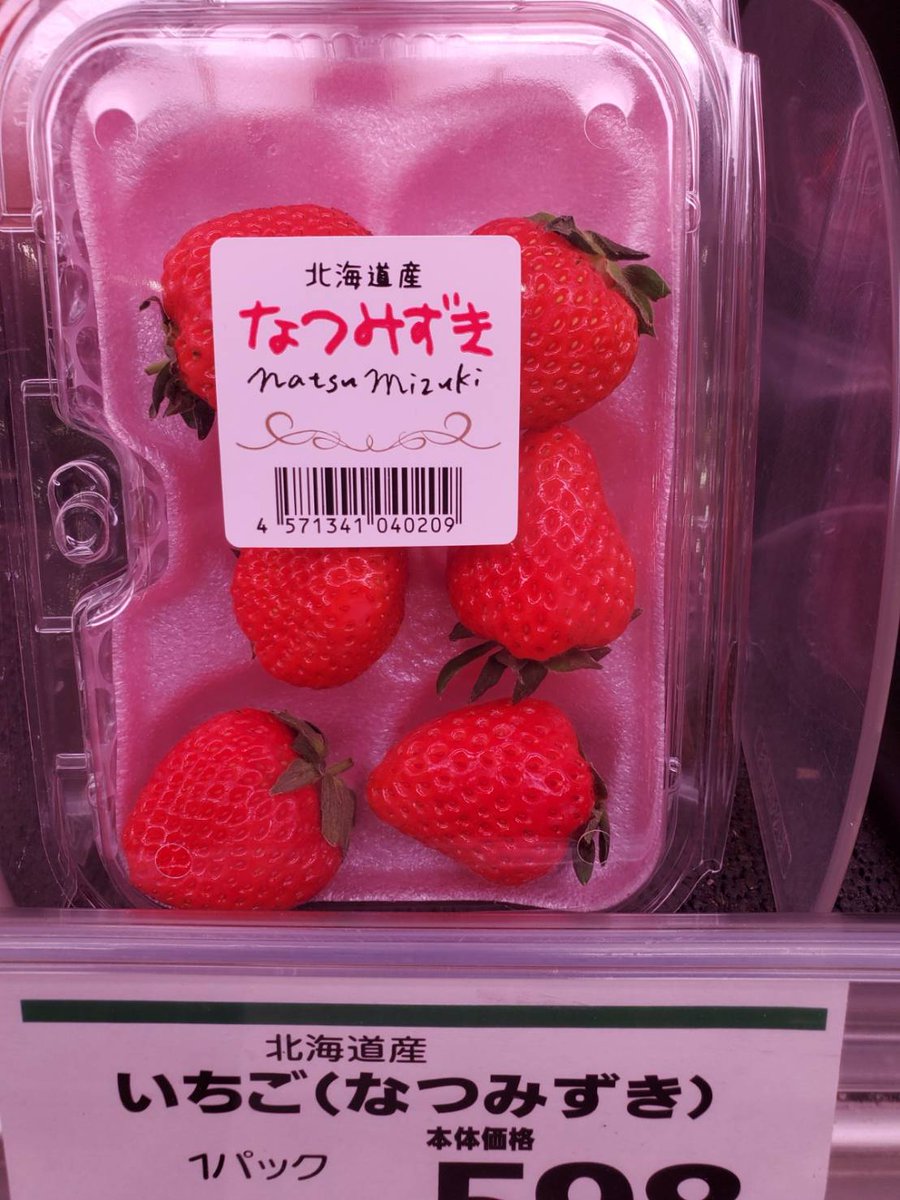 北海道産
なつみずき
natsu mizuki
4 571341 040209
北海道産
いちご(なつみずき)
本体価格
1パック
598